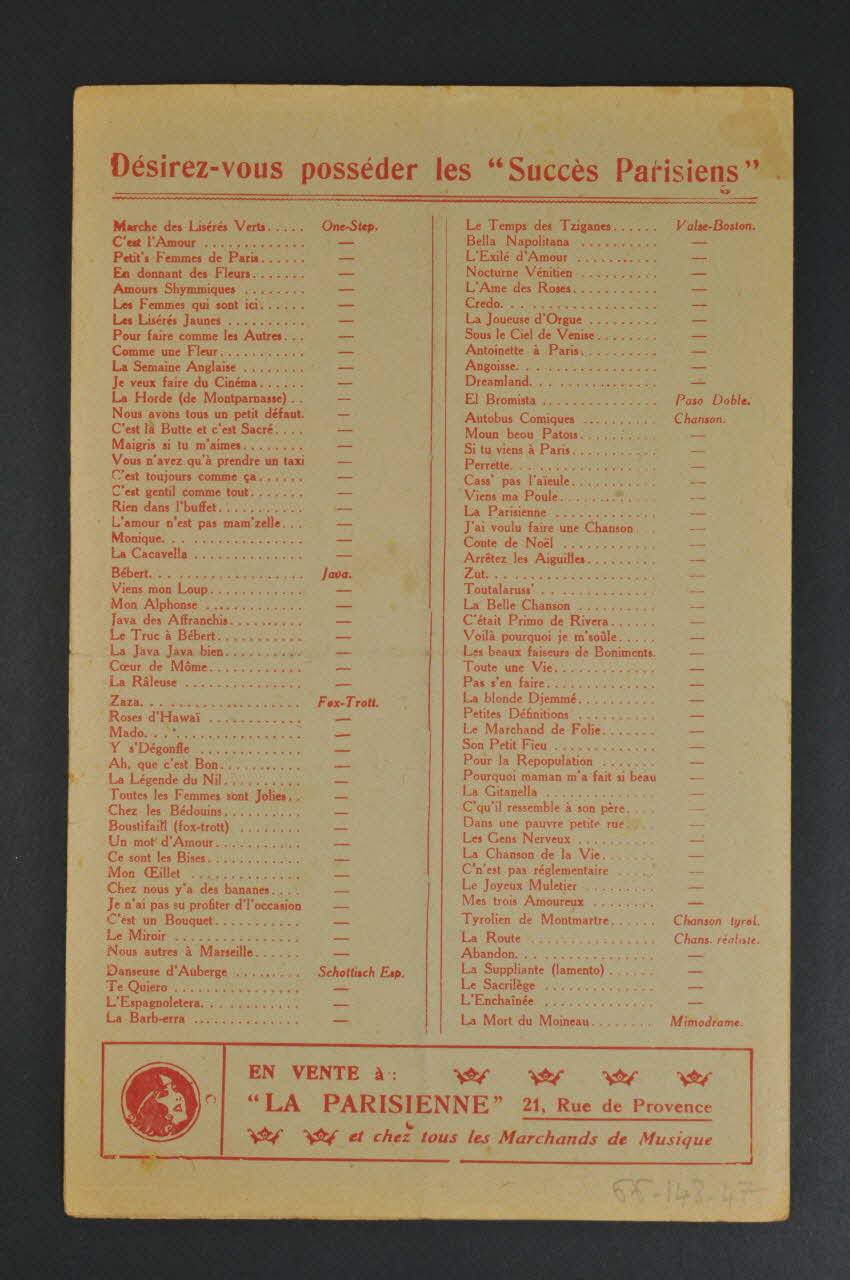 Désirez-vous posséder les "Succès Parisiens"
Marche des Lisérés Verts..... One-Step.
C'est l'Amour ............. —
Petit's Femmes de Paris...... —
En donnant des Fleurs....... —
Amours Shymmiques ........ —
Les Femmes qui sont ici...... —
Les Lisérés Jaunes .......... —
Pour faire comme les Autres... —
Comme une Fleur........... —
La Semaine Anglaise ........ —
Je veux faire du Cinéma...... —
La Horde (de Montparnasse) .. —
Nous avons tous un petit défaut. —
C'est là Butte et c'est Sacré.... —
Maigris si tu m'aimes........ —
Vous n'avez qu'à prendre un taxi —
C'est toujours comme ça...... —
C'est gentil comme tout....... —
Rien dans l'buffet........... —
L'amour n'est pas mam'zelle... —
Monique. ................. —
La Cacavella .............. —
Bébert. ................... Java.
Viens mon Loup............ —
Mon Alphonse ............ —
Java des Affranchis.......... —
Le Truc à Bébert........... —
La Java Java bien.......... —
Cœur de Môme............ —
La Râleuse ............... —
Zaza. .................... Fox-Trott.
Roses d'Hawaï ............ —
Mado. ................... —
Y s'Dégonfle ............. —
Ah, que c'est Bon.......... —
La Légende du Nil.......... —
Toutes les Femmes sont Jolies.. —
Chez les Bédouins.......... —
Boustifaill (fox-trott) ........ —
Un mot d'Amour........... —
Ce sont les Bises............ —
Mon Œillet .............. —
Chez nous y'a des bananes.... —
Je n'ai pas su profiter d'l'occasion —
C'est un Bouquet........... —
Le Miroir ................ —
Nous autres à Marseille...... —
Danseuse d'Auberge ......... Schottisch Esp.
Te Quiero ................ —
L'Espagnoletera. ........... —
La Barb-erra .............. —
Le Temps des Tziganes...... Valse-Boston.
Bella Napolitana .......... —
L'Exilé d'Amour ........... —
Nocturne Vénitien .......... —
L'Ame des Roses........... —
Credo. .................. —
La Joueuse d'Orgue ......... —
Sous le Ciel de Venise........ —
Antoinette à Paris.......... —
Angoisse. ................ —
Dreamland. .............. —
El Bromista ............... Paso Doble.
Autobus Comiques ......... Chanson.
Moun beou Patois.......... —
Si tu viens à Paris........... —
Perrette. ................. —
Cass' pas l'aïeule............ —
Viens ma Poule............ —
La Parisienne ............. —
J'ai voulu faire une Chanson —
Conte de Noël ............ —
Arrêtez les Aiguilles......... —
Zut. .................... —
Toutalaruss' .............. —
La Belle Chanson .......... —
C'était Primo de Rivera...... —
Voilà pourquoi je m'soûle..... —
Les beaux faiseurs de Boniments. —
Toute une Vie............. —
Pas s'en faire.............. —
La blonde Djemmé.......... —
Petites Définitions .......... —
Le Marchand de Folie....... —
Son Petit Fieu ............. —
Pour la Repopulation ....... —
Pourquoi maman m'a fait si beau —
La Gitanella .............. —
C'qu'il ressemble à son père.... —
Dans une pauvre petite rue.... —
Les Gens Nerveux .......... —
La Chanson de la Vie........ —
C'n'est pas réglementaire ..... —
Le Joyeux Muletier ......... —
Mes trois Amoureux ........ —
Tyrolien de Montmartre...... Chanson tyrol.
La Route ................ Chans. réaliste.
Abandon. ................ —
La Suppliante (lamento) ...... —
Le Sacrilège .............. —
L'Enchaînée .............. —
La Mort du Moineau........ Mimodrame.
EN VENTE à :
"LA PARISIENNE" 21, Rue de Provence
et chez tous les Marchands de Musique
66-148-47